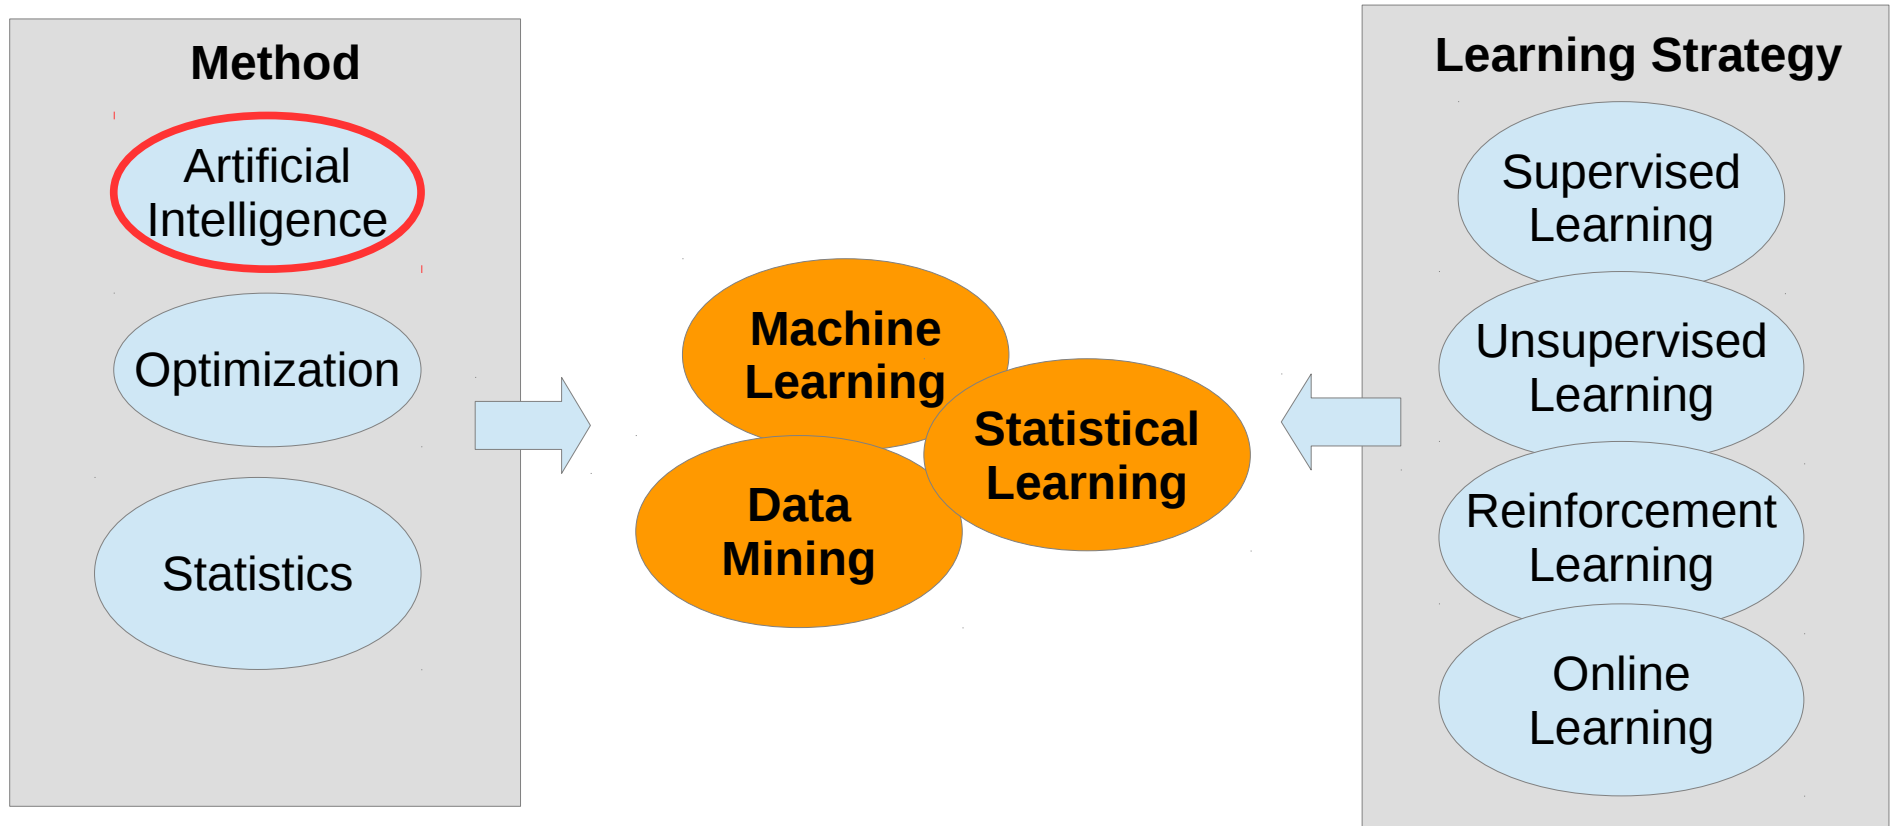 Method
Artificial
Intelligence
Optimization
Statistics
Machine
Learning
Statistical
Learning
Data
Mining
Learning Strategy
Supervised
Learning
Unsupervised
Learning
Reinforcement
Learning
Online
Learning